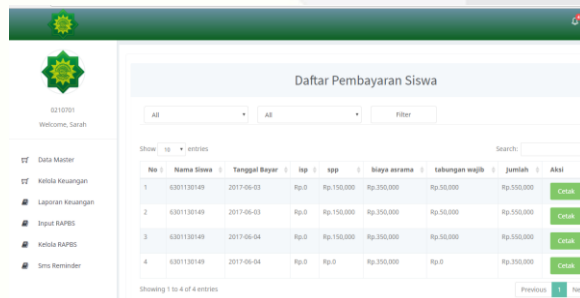 Daftar Pembayaran Siswa
0210701
Welcome, Sarah
All All Filter
Show 10 entries Search:
Data Master
Kelola Keuangan
Laporan Keuangan
Input RAPBS
Kelola RAPBS
Sms Reminder
No Nama Siswa Tanggal Bayar isp spp biaya asrama tabungan wajib Jumlah Aksi
1 6301130149 2017-06-03 Rp.0 Rp.150,000 Rp.350,000 Rp.50,000 Rp.550,000 Cetak
2 6301130149 2017-06-03 Rp.0 Rp.150,000 Rp.350,000 Rp.50,000 Rp.550,000 Cetak
3 6301130149 2017-06-04 Rp.0 Rp.150,000 Rp.350,000 Rp.50,000 Rp.550,000 Cetak
4 6301130149 2017-06-04 Rp.0 Rp.0 Rp.350,000 Rp.0 Rp.350,000 Cetak
Showing 1 to 4 of 4 entries Previous 1